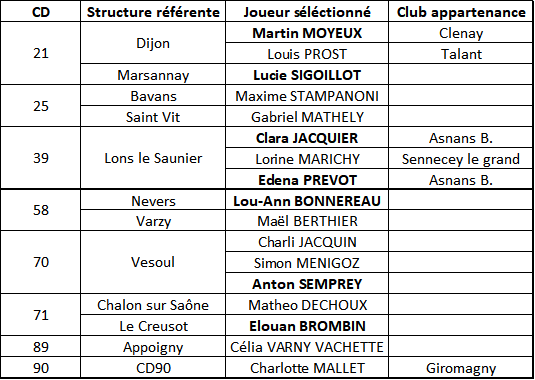 CD Structure référente Joueur séléctionné Club appartenance
21 Dijon Martin MOYEUX Clenay
Louis PROST Talant
Marsannay Lucie SIGOILLOT
25 Bavans Maxime STAMPANONI
Saint Vit Gabriel MATHELY
39 Lons le Saunier Clara JACQUIER Asnans B.
Lorine MARICHY Sennecey le grand
Edena PREVOT Asnans B.
58 Nevers Lou-Ann BONNEREAU
Varzy Maël BERTHIER
70 Vesoul Charli JACQUIN
Simon MENIGOZ
Anton SEMPREY
71 Chalon sur Saône Matheo DECHOUX
Le Creusot Elouan BROMBIN
89 Appoigny Célia VARNY VACHETTE
90 CD90 Charlotte MALLET Giromagny